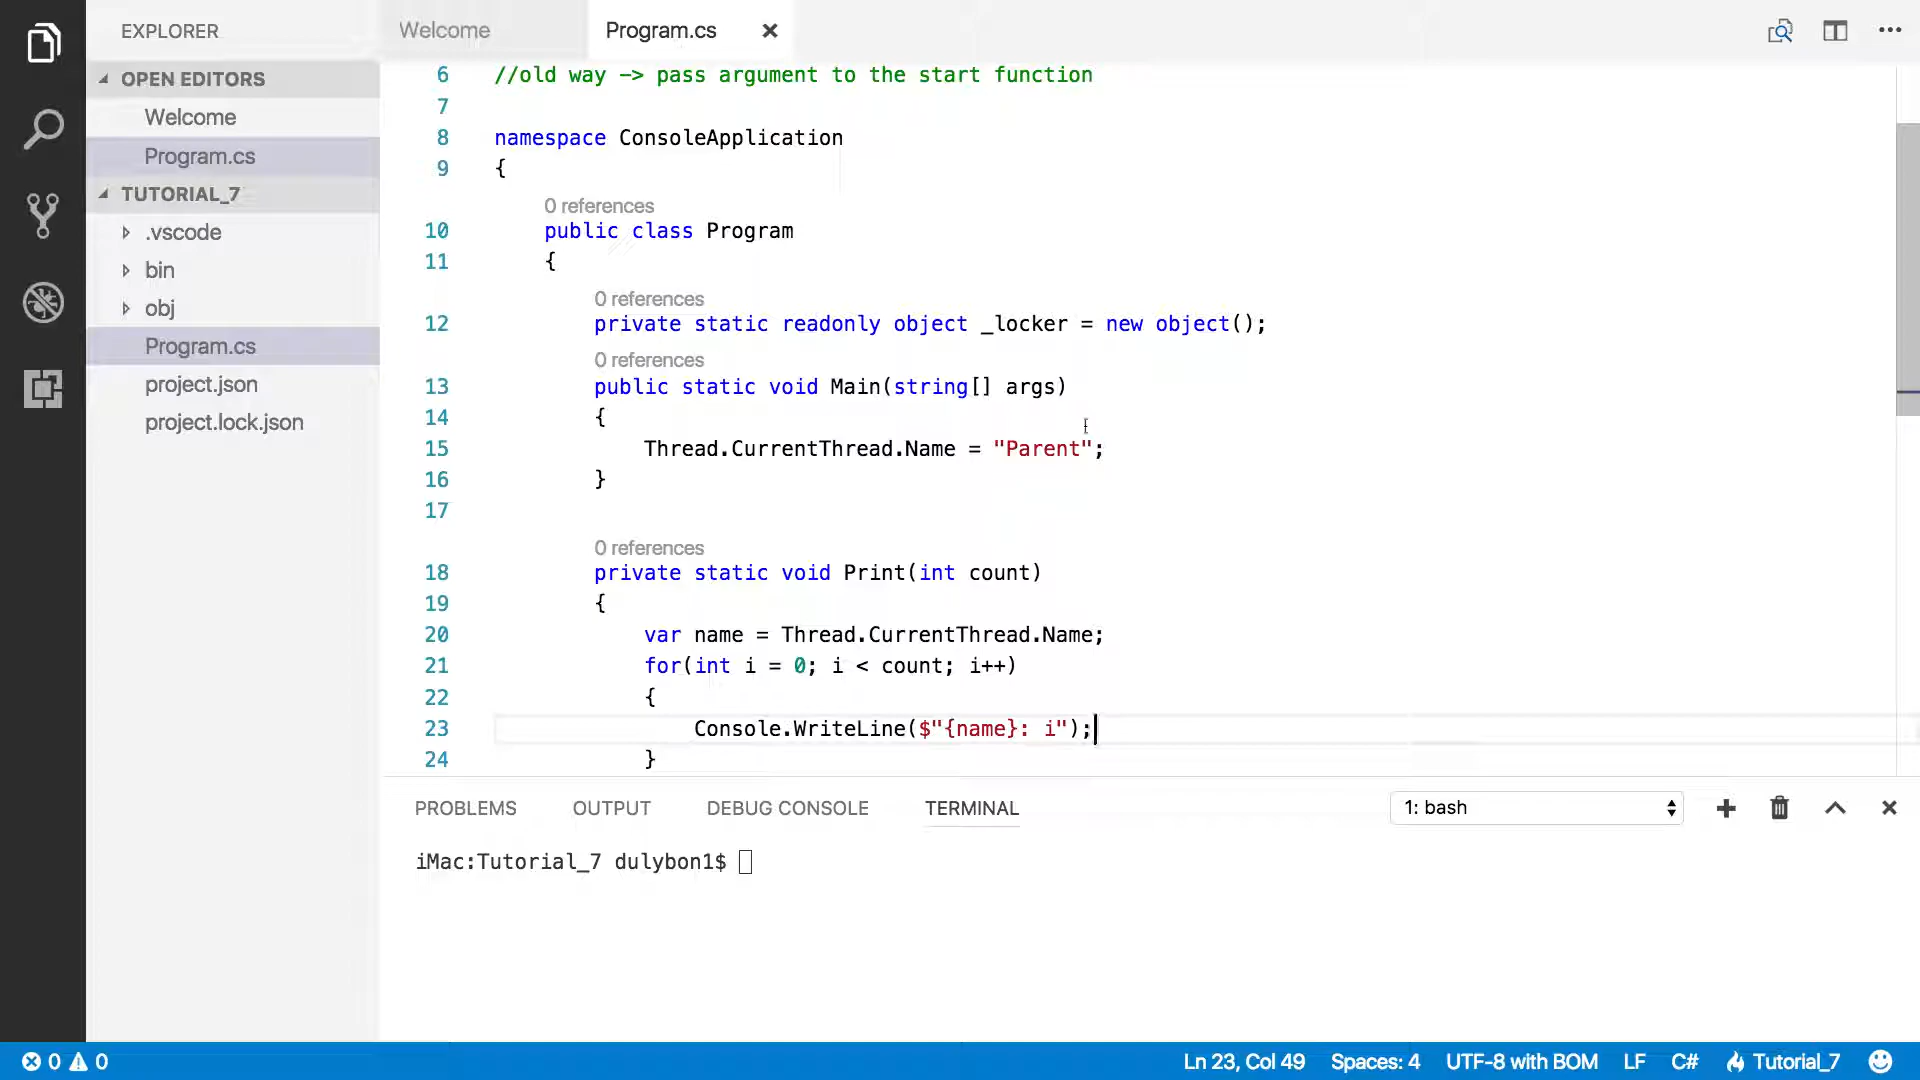 EXPLORER
Welcome
Program.cs
OPEN EDITORS
Welcome
Program.cs
TUTORIAL_7
.vscode
bin
obj
Program.cs
project.json
project.lock.json
6 //old way -> pass argument to the start function
7
8 namespace ConsoleApplication
9 {
0 references
10 public class Program
11 {
0 references
12 private static readonly object _locker = new object();
0 references
13 public static void Main(string[] args)
14 {
15 Thread.CurrentThread.Name = "Parent";
16 }
17
0 references
18 private static void Print(int count)
19 {
20 var name = Thread.CurrentThread.Name;
21 for(int i = 0; i < count; i++)
22 {
23 Console.WriteLine($"{name}: i");
24 }
PROBLEMS OUTPUT DEBUG CONSOLE TERMINAL 1: bash
iMac:Tutorial_7 dulybon1$
0 0 Ln 23, Col 49 Spaces: 4 UTF-8 with BOM LF C# Tutorial_7